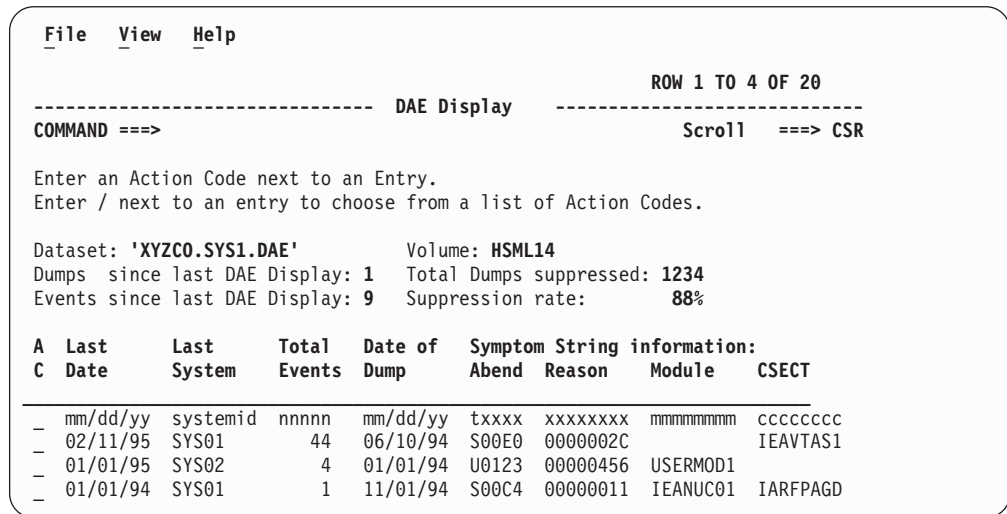 File View Help
ROW 1 TO 4 OF 20
------------------------------- DAE Display -----------------------------
COMMAND ===> Scroll ===> CSR
Enter an Action Code next to an Entry.
Enter / next to an entry to choose from a list of Action Codes.
Dataset: 'XYZCO.SYS1.DAE' Volume: HSML14
Dumps since last DAE Display: 1 Total Dumps suppressed: 1234
Events since last DAE Display: 9 Suppression rate: 88%
A Last Last Total Date of Symptom String information:
C Date System Events Dump Abend Reason Module CSECT
_ mm/dd/yy systemid nnnnn mm/dd/yy txxxx xxxxxxxx mmmmmmmm cccccccc
_ 02/11/95 SYS01 44 06/10/94 S00E0 0000002C IEAVTAS1
_ 01/01/95 SYS02 4 01/01/94 U0123 00000456 USERMOD1
_ 01/01/94 SYS01 1 11/01/94 S00C4 00000011 IEANUC01 IARFPAGD